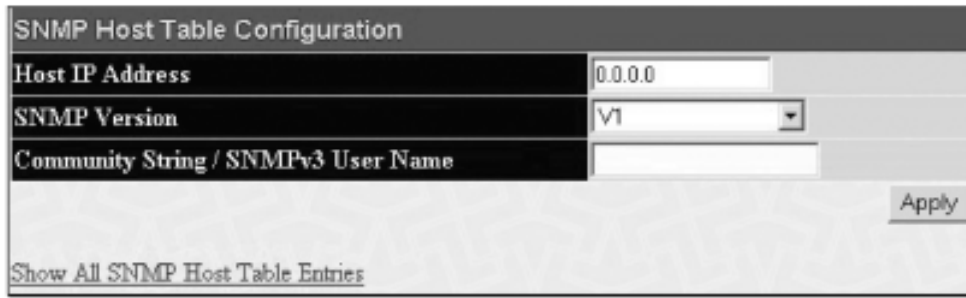 SNMP Host Table Configuration
Host IP Address 0.0.0.0
SNMP Version V1
Community String / SNMPv3 User Name
Apply
Show All SNMP Host Table Entries